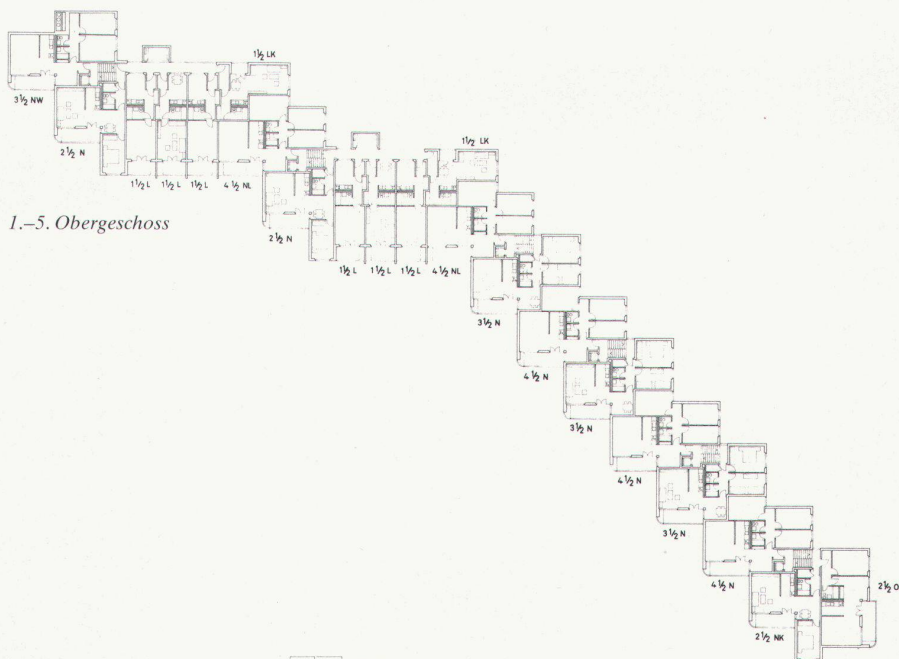 1½ LK
3½ NW
2½ N
1½ L
1½ L
1½ L
4½ NL
1½ LK
1.–5. Obergeschoss
2½ N
1½ L
1½ L
1½ L
4½ NL
3½ N
4½ N
3½ N
4½ N
3½ N
4½ N
2½ O
2½ NK